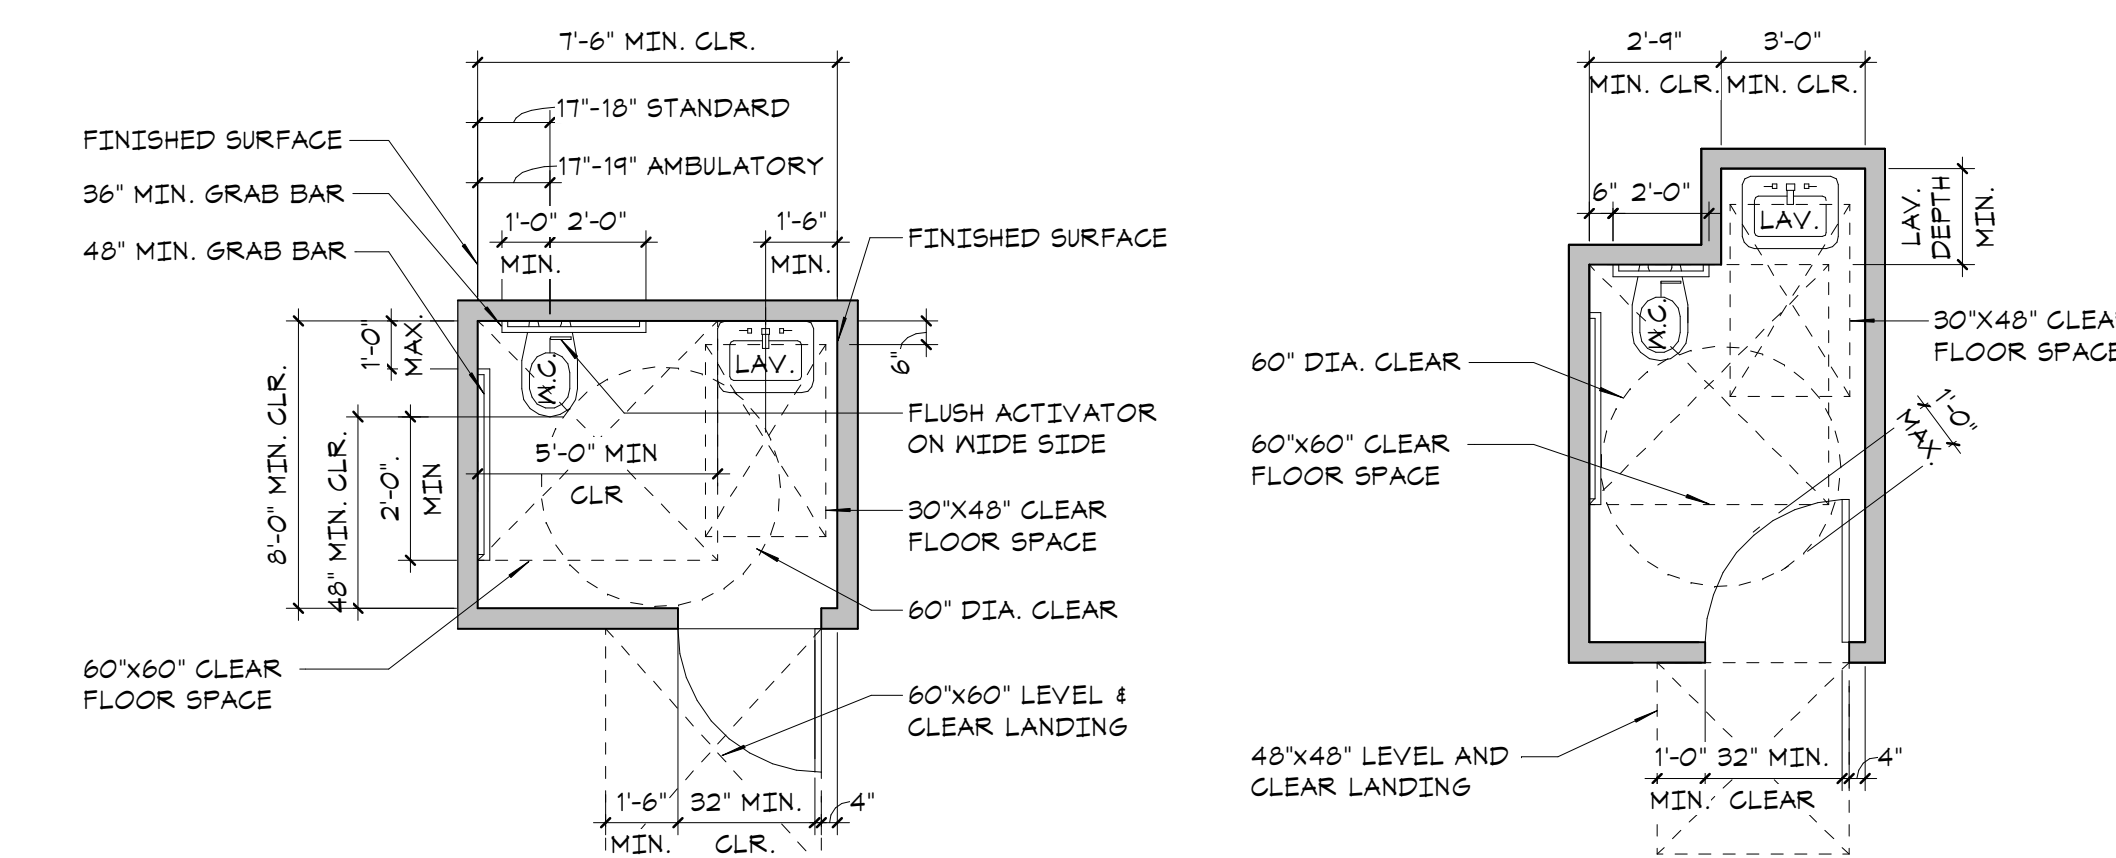 7'-6" MIN. CLR.
17"-18" STANDARD
17"-19" AMBULATORY
FINISHED SURFACE
36" MIN. GRAB BAR
48" MIN. GRAB BAR
1'-0" 2'-0"
MIN.
1'-6"
MIN.
FINISHED SURFACE
1'-0"
MAX.
6"
W.C.
LAV.
8'-0" MIN. CLR.
48" MIN. CLR.
2'-0".
MIN
5'-0" MIN
CLR
FLUSH ACTIVATOR
ON WIDE SIDE
30"X48" CLEAR
FLOOR SPACE
60" DIA. CLEAR
60"x60" CLEAR
FLOOR SPACE
60"x60" LEVEL &
CLEAR LANDING
1'-6" 32" MIN. 4"
MIN. CLR.
2'-9" 3'-0"
MIN. CLR. MIN. CLR.
6" 2'-0"
LAV.
LAV.
DEPTH
MIN.
W.C.
30"X48" CLEA
FLOOR SPACE
60" DIA. CLEAR
1'-0"
MAX.
60"x60" CLEAR
FLOOR SPACE
48"x48" LEVEL AND
CLEAR LANDING
1'-0" 32" MIN. 4"
MIN. CLEAR